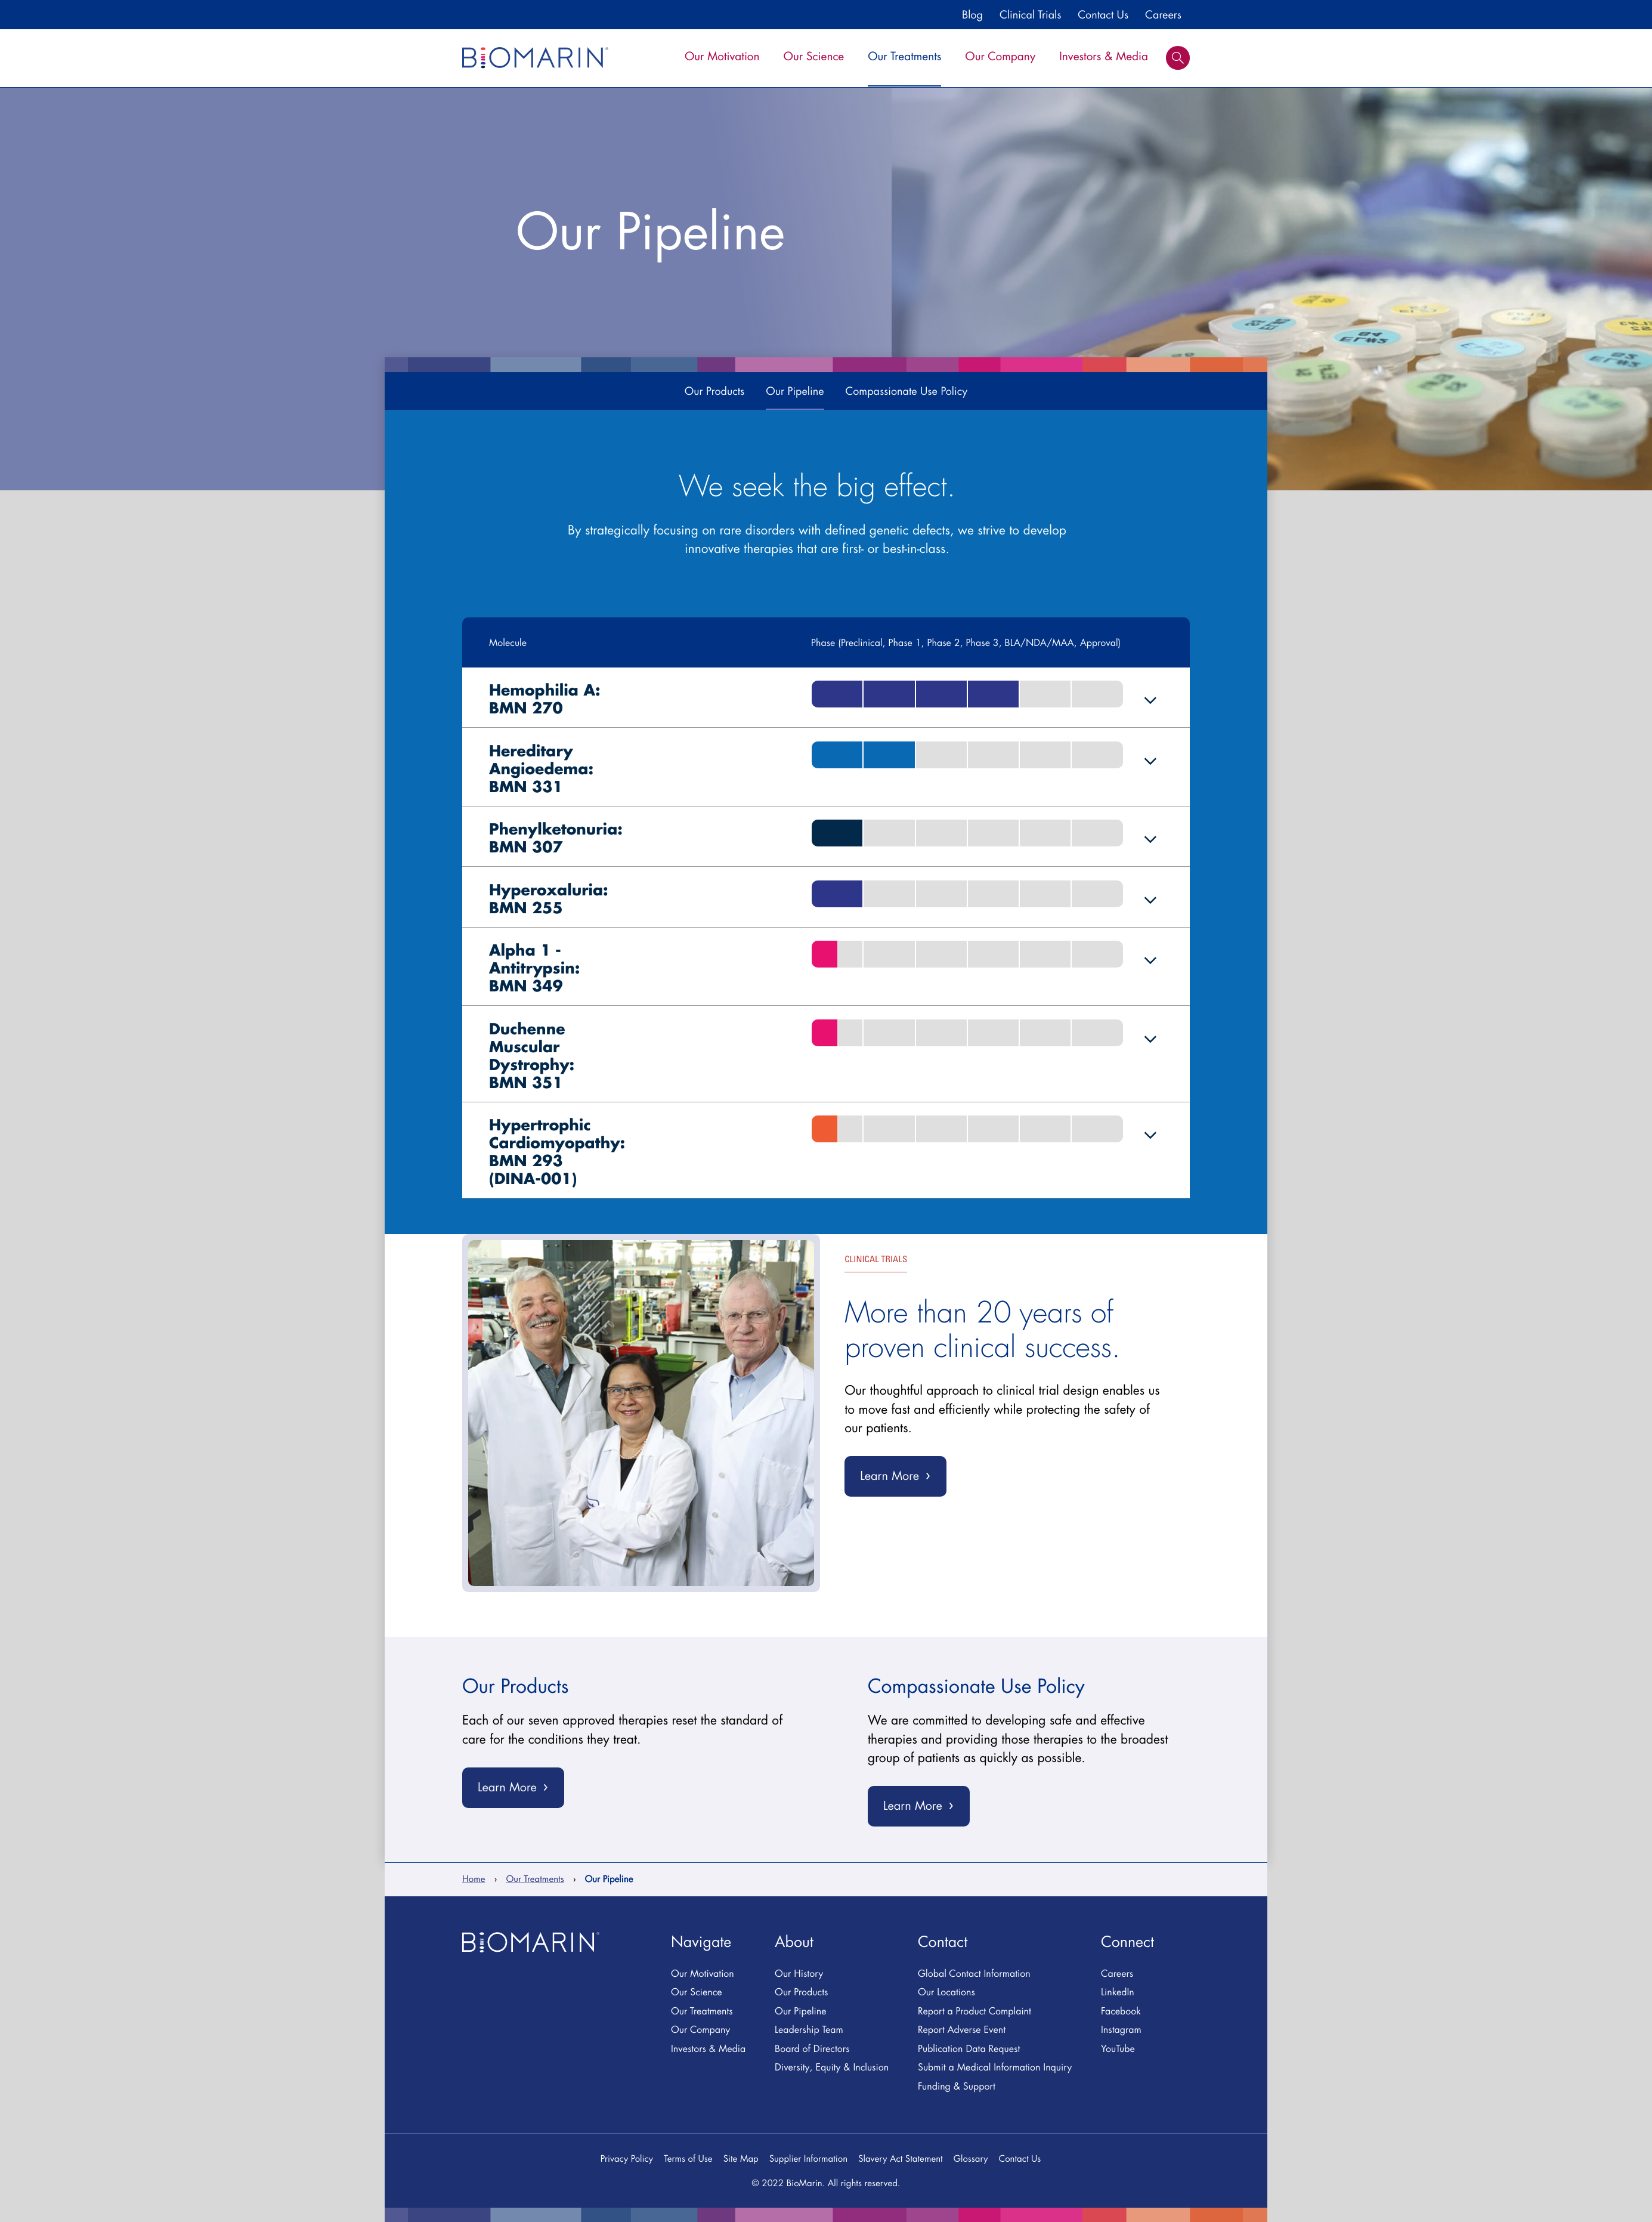 Blog Clinical Trials Contact Us Careers
BIOMARIN
Our Motivation Our Science Our Treatments Our Company Investors & Media
Our Pipeline
Our Products Our Pipeline Compassionate Use Policy
We seek the big effect.
By strategically focusing on rare disorders with defined genetic defects, we strive to develop
innovative therapies that are first- or best-in-class.
Molecule Phase (Preclinical, Phase 1, Phase 2, Phase 3, BLA/NDA/MAA, Approval)
Hemophilia A:
BMN 270
Hereditary
Angioedema:
BMN 331
Phenylketonuria:
BMN 307
Hyperoxaluria:
BMN 255
Alpha 1 -
Antitrypsin:
BMN 349
Duchenne
Muscular
Dystrophy:
BMN 351
Hypertrophic
Cardiomyopathy:
BMN 293
(DINA-001)
CLINICAL TRIALS
More than 20 years of
proven clinical success.
Our thoughtful approach to clinical trial design enables us
to move fast and efficiently while protecting the safety of
our patients.
Learn More ›
Our Products
Each of our seven approved therapies reset the standard of
care for the conditions they treat.
Learn More ›
Compassionate Use Policy
We are committed to developing safe and effective
therapies and providing those therapies to the broadest
group of patients as quickly as possible.
Learn More ›
Home › Our Treatments › Our Pipeline
BIOMARIN
Navigate
Our Motivation
Our Science
Our Treatments
Our Company
Investors & Media
About
Our History
Our Products
Our Pipeline
Leadership Team
Board of Directors
Diversity, Equity & Inclusion
Contact
Global Contact Information
Our Locations
Report a Product Complaint
Report Adverse Event
Publication Data Request
Submit a Medical Information Inquiry
Funding & Support
Connect
Careers
LinkedIn
Facebook
Instagram
YouTube
Privacy Policy Terms of Use Site Map Supplier Information Slavery Act Statement Glossary Contact Us
© 2022 BioMarin. All rights reserved.